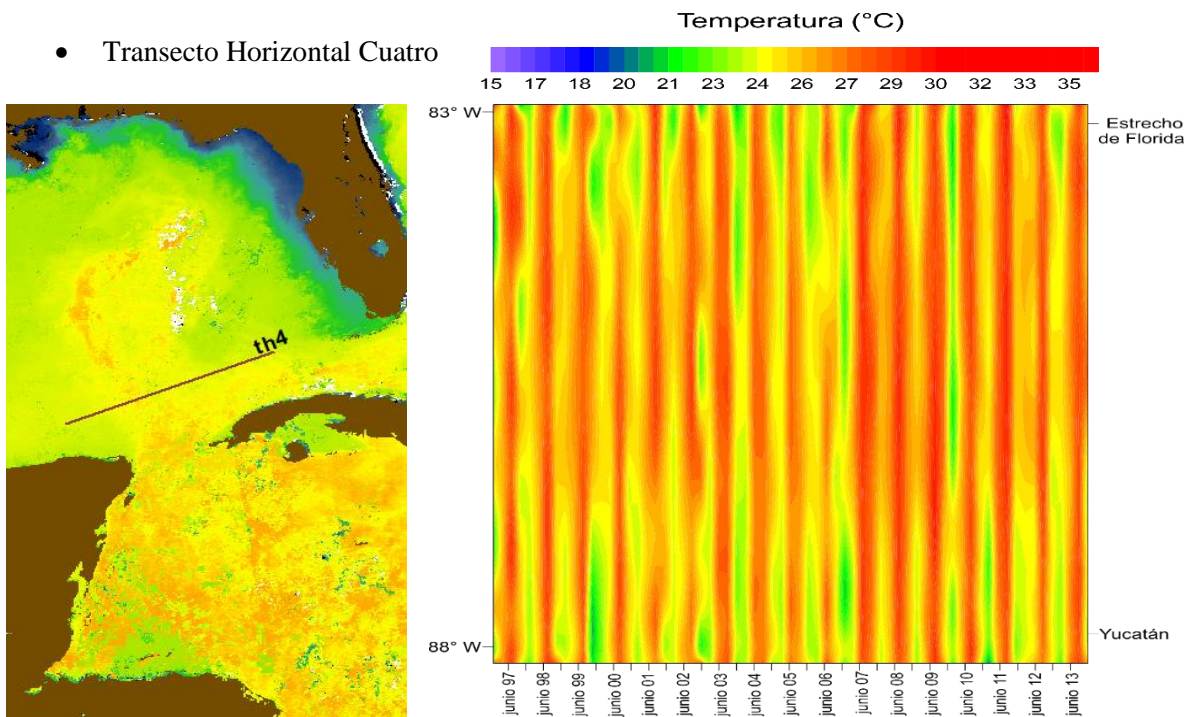 Temperatura (°C)
• Transecto Horizontal Cuatro
15 17 18 20 21 23 24 26 27 29 30 32 33 35
83° W
Estrecho
de Florida
th4
88° W
Yucatán
junio 97
junio 98
junio 99
junio 00
junio 01
junio 02
junio 03
junio 04
junio 05
junio 06
junio 07
junio 08
junio 09
junio 10
junio 11
junio 12
junio 13